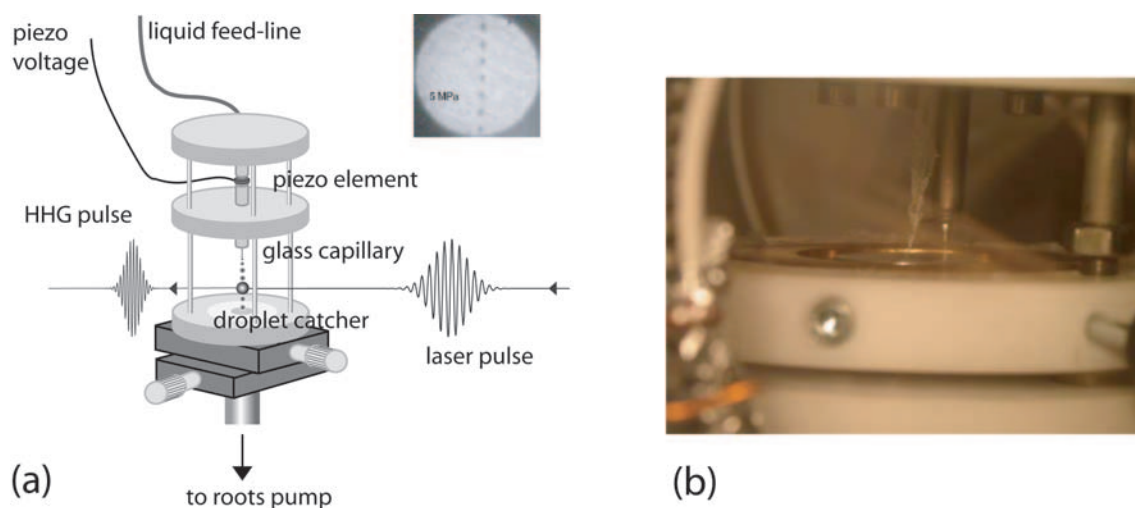 piezo
voltage
liquid feed-line
5 MPa
piezo element
HHG pulse
glass capillary
droplet catcher
laser pulse
(a)
to roots pump
(b)